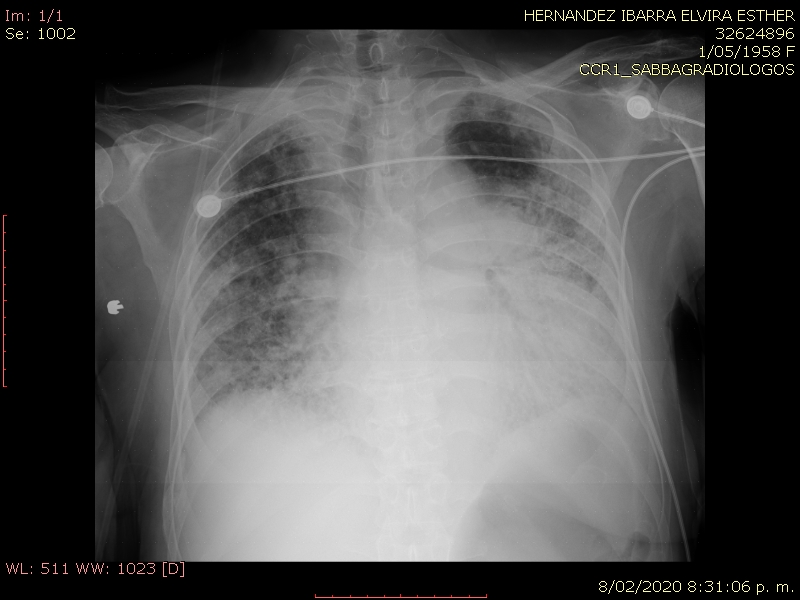 Im: 1/1
Se: 1002
HERNANDEZ IBARRA ELVIRA ESTHER
32624896
1/05/1958 F
CCR1_SABBAGRADIOLOGOS
WL: 511 WW: 1023 [D]
8/02/2020 8:31:06 p. m.